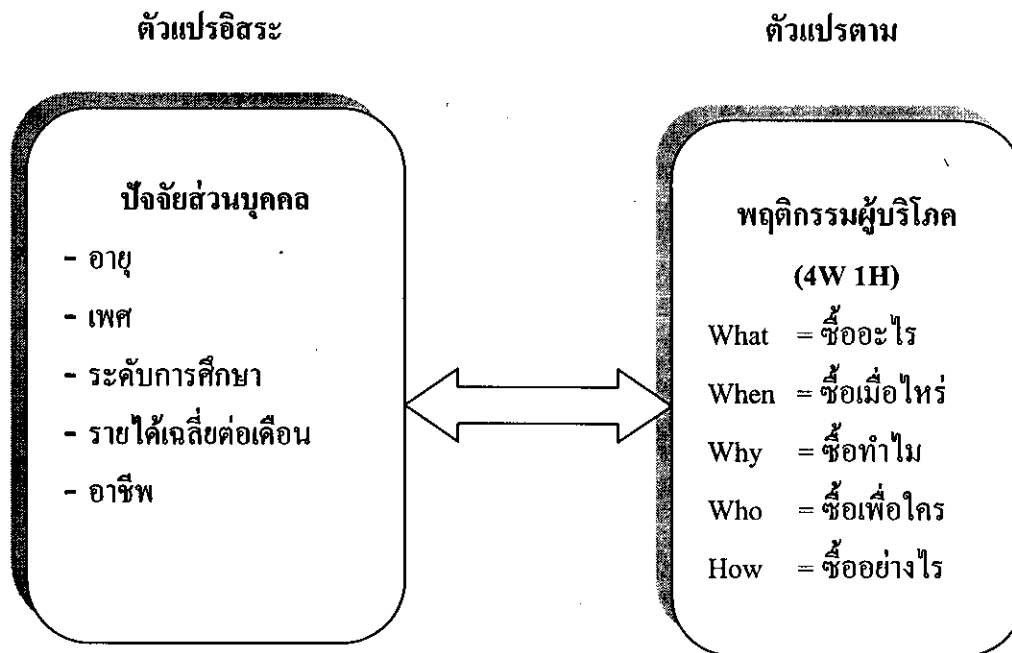 ตัวแปรอิสระ
ปัจจัยส่วนบุคคล
- อายุ
- เพศ
- ระดับการศึกษา
- รายได้เฉลี่ยต่อเดือน
- อาชีพ
ตัวแปรตาม
พฤติกรรมผู้บริโภค
(4W 1H)
What = ซื้ออะไร
When = ซื้อเมื่อไหร่
Why = ซื้อทำไม
Who = ซื้อเพื่อใคร
How = ซื้ออย่างไร